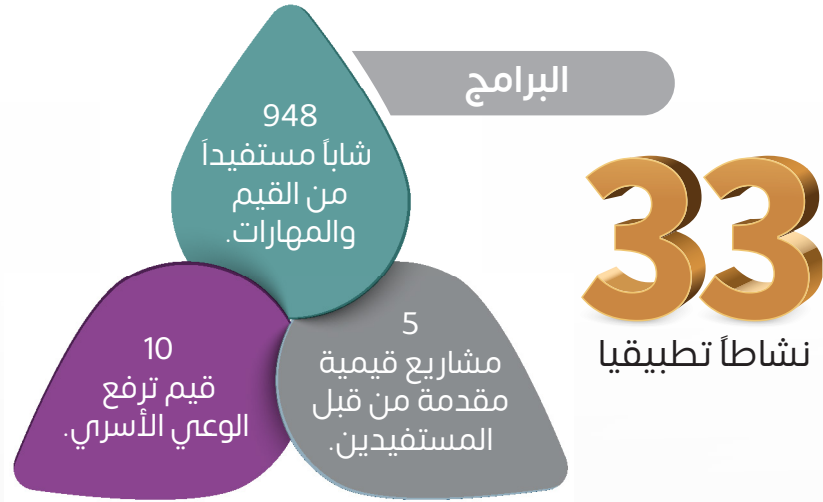 البرامج
33
نشاطاً تطبيقيا
948
شاباً مستفيداً
من القيم
والمهارات.
5
مشاريع قيمية
مقدمة من قبل
المستفيدين.
10
قيم ترفع
الوعي الأسري.